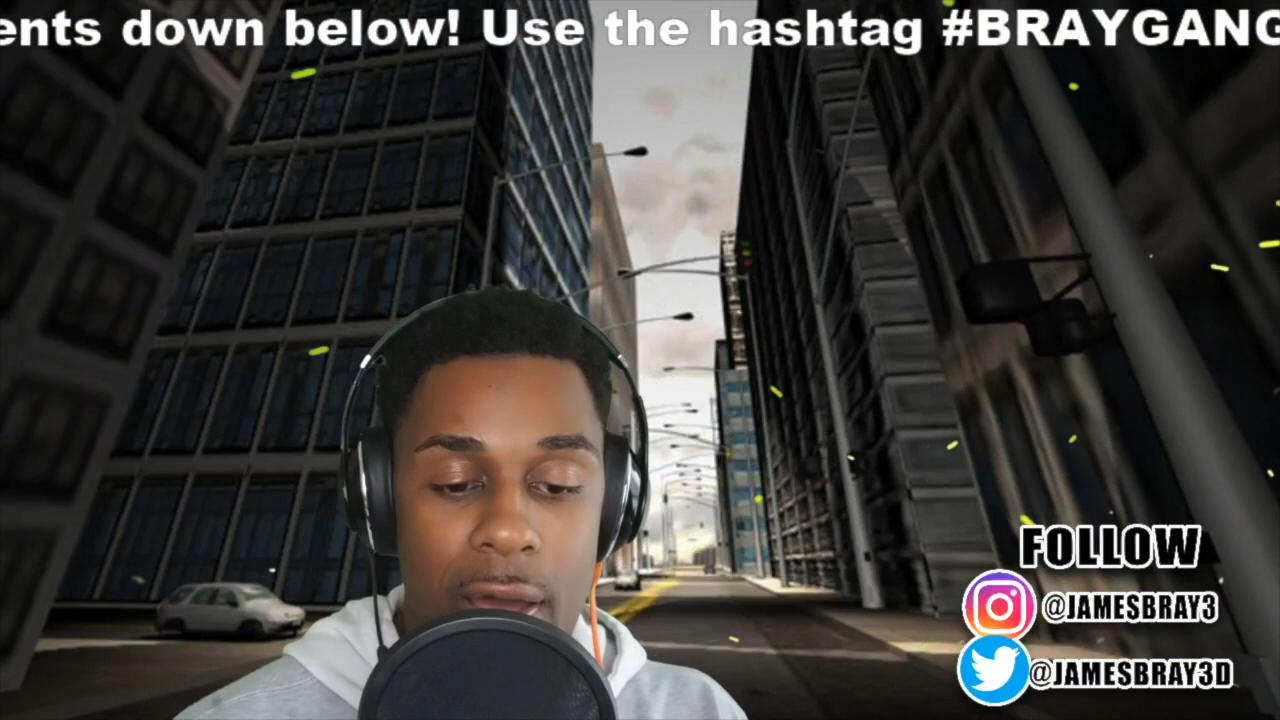 ents down below! Use the hashtag #BRAYGANG
FOLLOW
@JAMESBRAY3
@JAMESBRAY3D